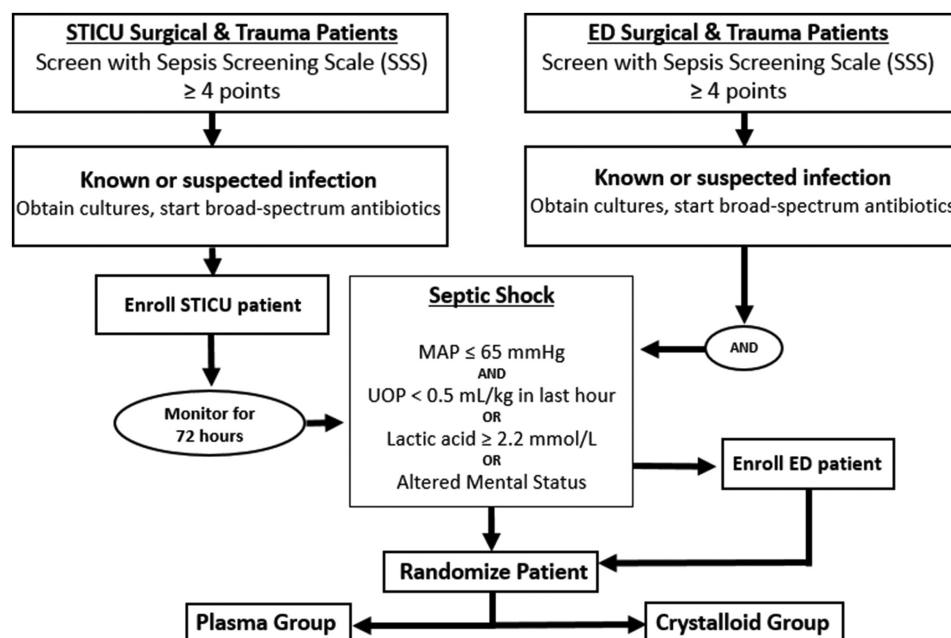 STICU Surgical & Trauma Patients
Screen with Sepsis Screening Scale (SSS)
≥ 4 points
ED Surgical & Trauma Patients
Screen with Sepsis Screening Scale (SSS)
≥ 4 points
Known or suspected infection
Obtain cultures, start broad-spectrum antibiotics
Known or suspected infection
Obtain cultures, start broad-spectrum antibiotics
Enroll STICU patient
Monitor for
72 hours
AND
Septic Shock
MAP ≤ 65 mmHg
AND
UOP < 0.5 mL/kg in last hour
OR
Lactic acid ≥ 2.2 mmol/L
OR
Altered Mental Status
Enroll ED patient
Randomize Patient
Plasma Group
Crystalloid Group